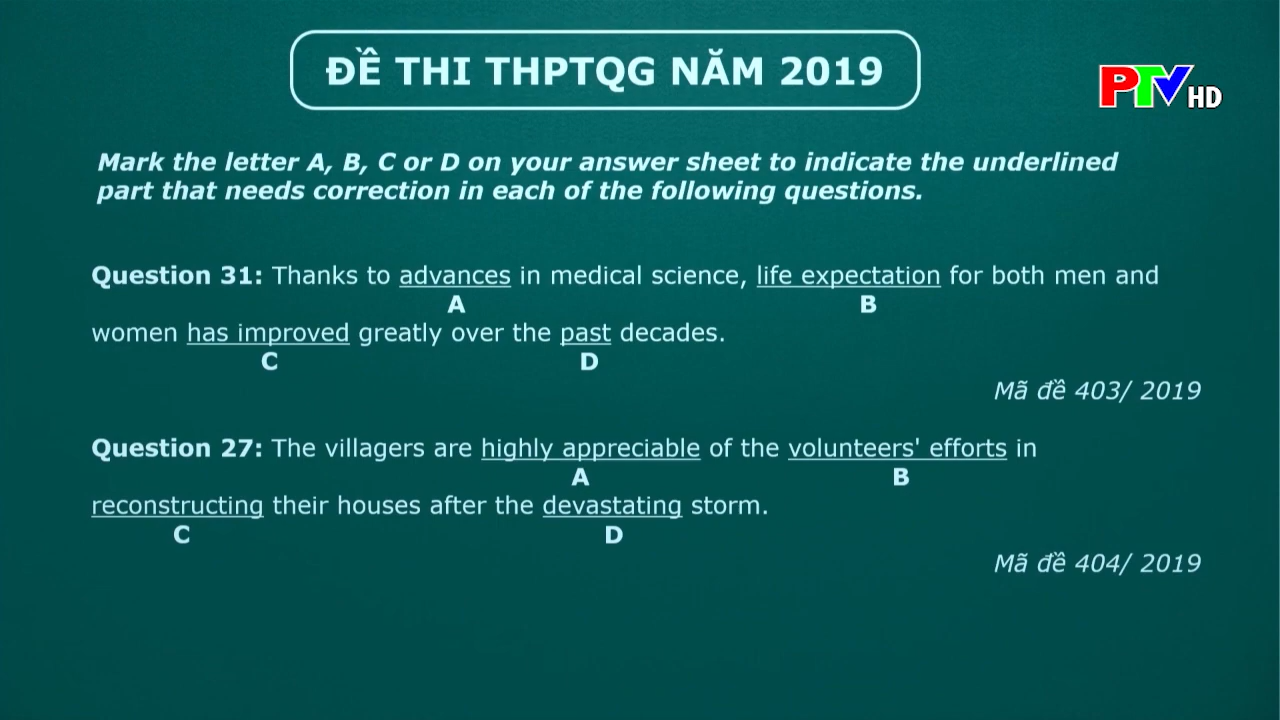 ĐỀ THI THPTQG NĂM 2019
PTV HD
Mark the letter A, B, C or D on your answer sheet to indicate the underlined
part that needs correction in each of the following questions.
Question 31: Thanks to advances in medical science, life expectation for both men and
A B
women has improved greatly over the past decades.
C D
Mã đề 403/ 2019
Question 27: The villagers are highly appreciable of the volunteers' efforts in
A B
reconstructing their houses after the devastating storm.
C D
Mã đề 404/ 2019